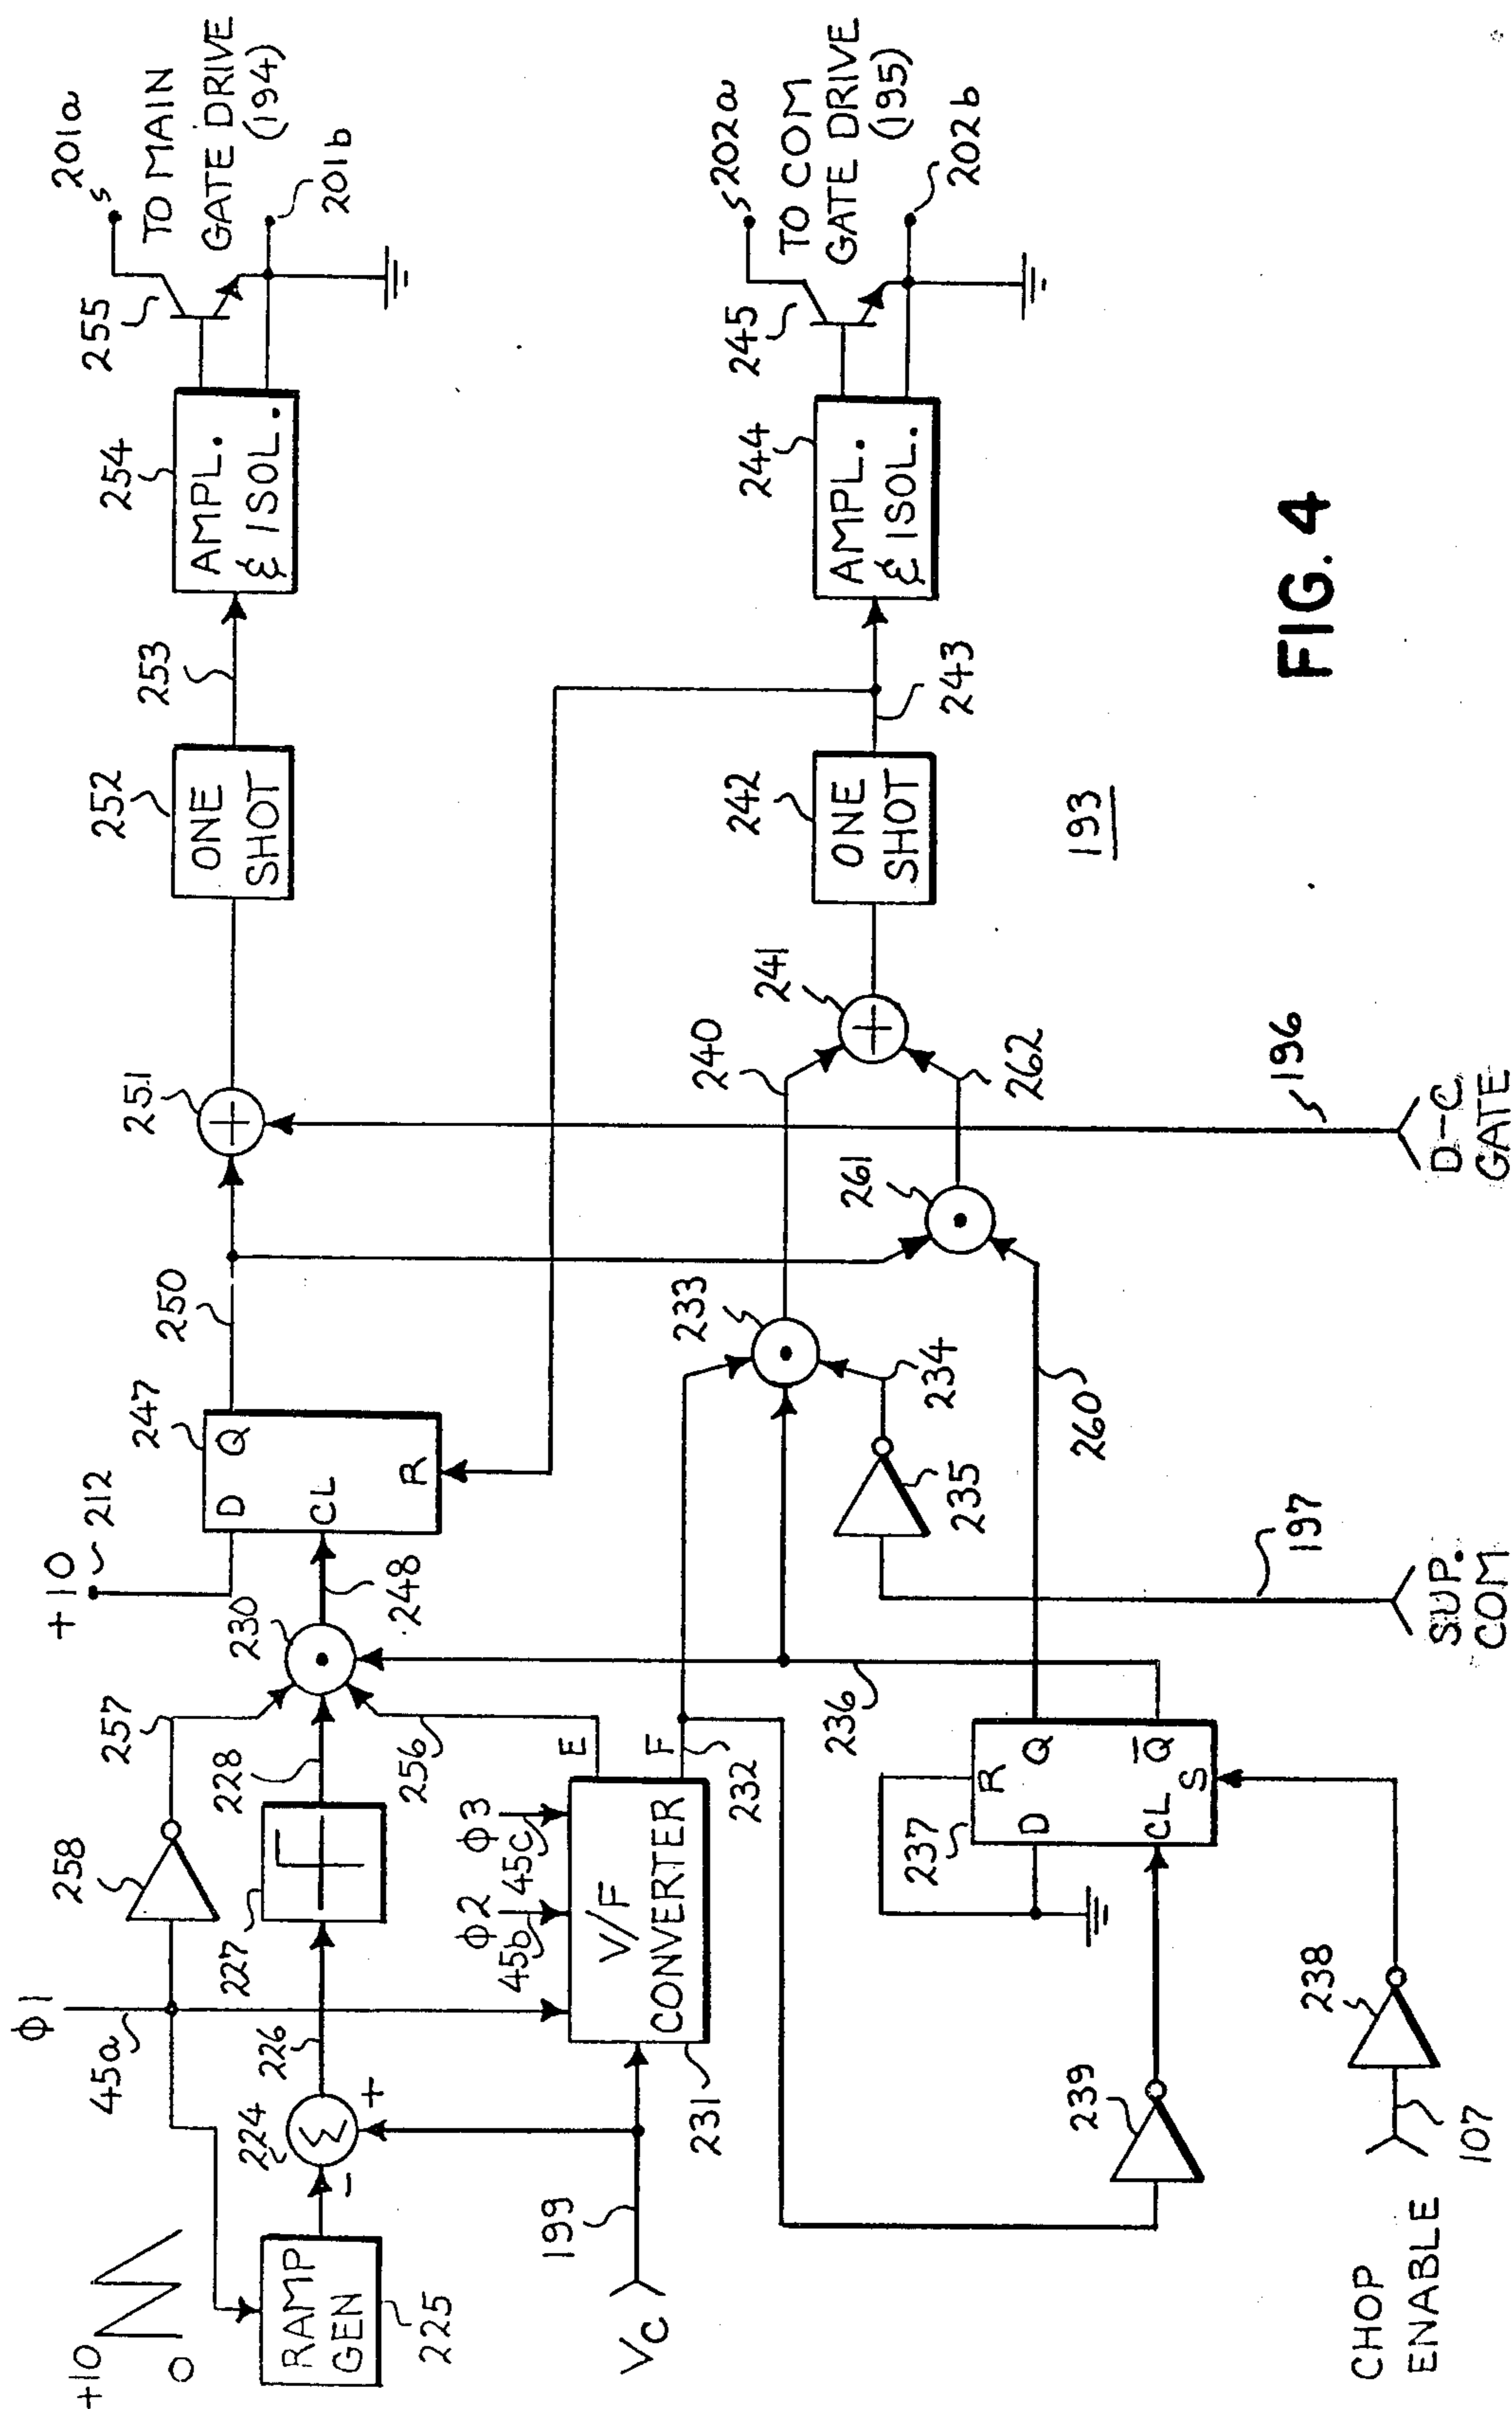 +10
0
RAMP
GEN
225
φ1
45a
224
Σ
-
+
226
258
257
227
228
230
248
+10
212
247
D Q
CL
R
250
251
252
ONE
SHOT
253
254
AMPL.
& ISOL.
255
201a
TO MAIN
GATE DRIVE
(194)
201b
VC
199
231
V/F
CONVERTER
φ2
45b
φ3
45c
E
F
256
232
233
234
235
240
241
242
ONE
SHOT
243
244
AMPL.
& ISOL.
245
202a
TO COM
GATE DRIVE
(195)
202b
236
237
R
D Q
CL Q̅
S
239
238
260
261
262
193
CHOP
ENABLE
107
SUP.
COM
197
D-C
GATE
196
FIG. 4